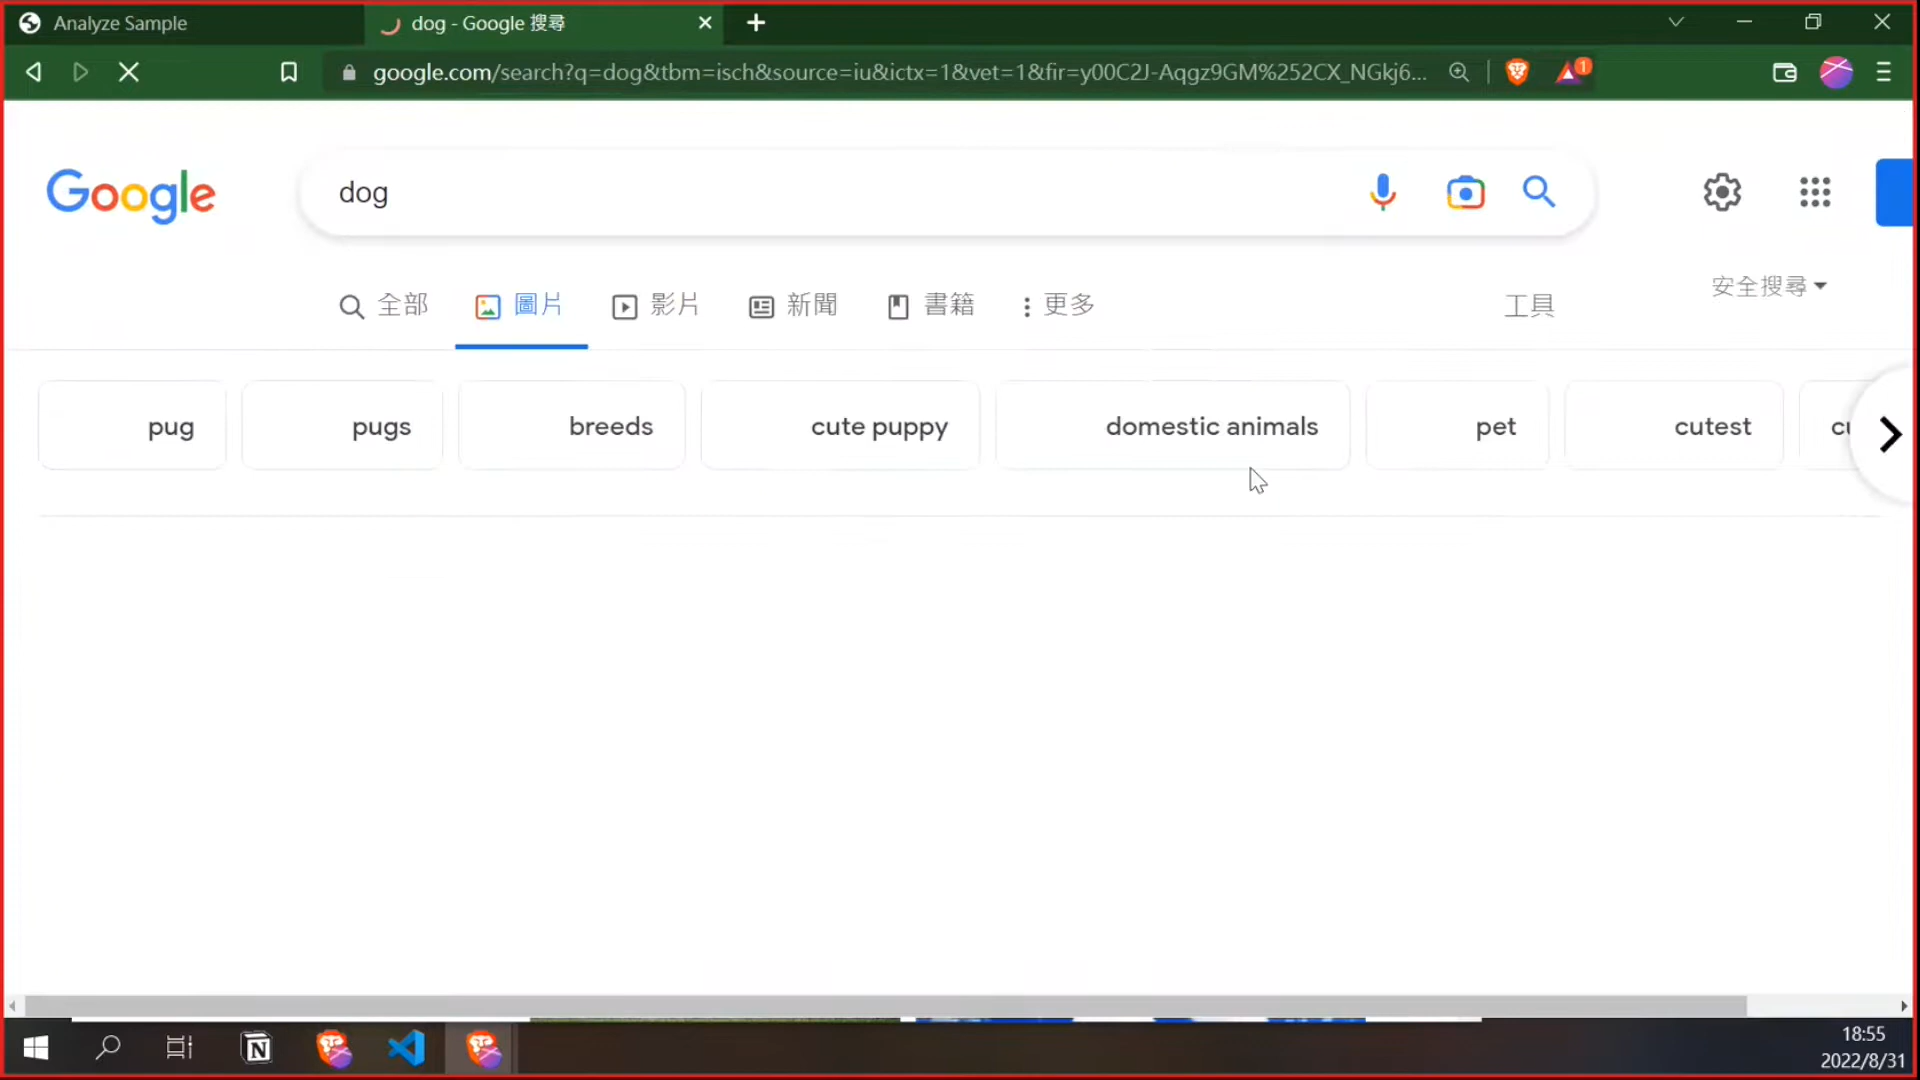 Analyze Sample
dog - Google 搜尋
google.com/search?q=dog&tbm=isch&source=iu&ictx=1&vet=1&fir=y00C2J-Aqgz9GM%252CX_NGkj6...
1
Google
dog
全部
圖片
影片
新聞
書籍
更多
工具
安全搜尋
pug
pugs
breeds
cute puppy
domestic animals
pet
cutest
18:55
2022/8/31